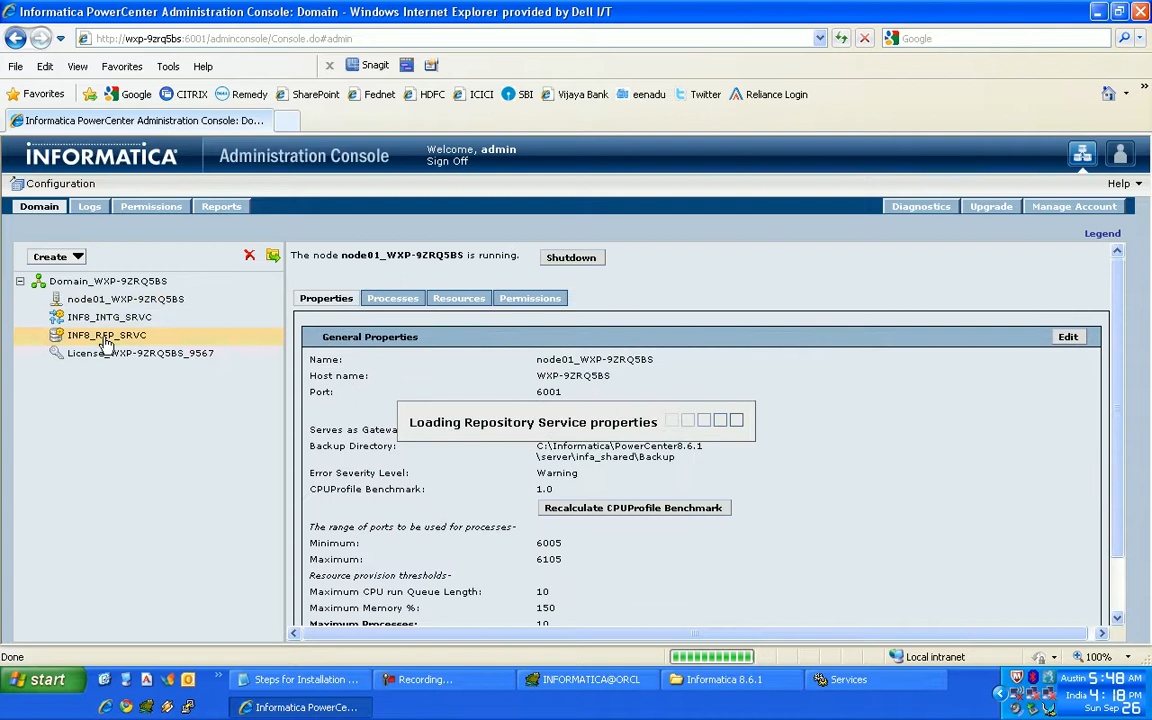 Informatica PowerCenter Administration Console: Domain - Windows Internet Explorer provided by Dell I/T
http://wxp-9zrq5bs:6001/adminconsole/Console.do#admin
Google
File Edit View Favorites Tools Help
Snagit
Favorites Google CITRIX Remedy SharePoint Fednet HDFC ICICI SBI Vijaya Bank eenadu Twitter Reliance Login
Informatica PowerCenter Administration Console: Do...
INFORMATICA Administration Console
Welcome, admin
Sign Off
Configuration
Help
Domain Logs Permissions Reports Diagnostics Upgrade Manage Account
Legend
Create
Domain_WXP-9ZRQ5BS
node01_WXP-9ZRQ5BS
INF8_INTG_SRVC
INF8_REP_SRVC
License_WXP-9ZRQ5BS_9567
The node node01_WXP-9ZRQ5BS is running. Shutdown
Properties Processes Resources Permissions
General Properties Edit
Name: node01_WXP-9ZRQ5BS
Host name: WXP-9ZRQ5BS
Port: 6001
Loading Repository Service properties
Serves as Gatew
Backup Directory: C:\Informatica\PowerCenter8.6.1
\server\infa_shared\Backup
Error Severity Level: Warning
CPUProfile Benchmark: 1.0
Recalculate CPUProfile Benchmark
The range of ports to be used for processes-
Minimum: 6005
Maximum: 6105
Resource provision thresholds-
Maximum CPU run Queue Length: 10
Maximum Memory %: 150
Maximum Processes: 10
Done
Local intranet
100%
start
Steps for Installation ...
Recording...
INFORMATICA@ORCL
Informatica 8.6.1
Services
Informatica PowerCe...
Austin 5:48 AM
India 4:18 PM
Sun Sep 26